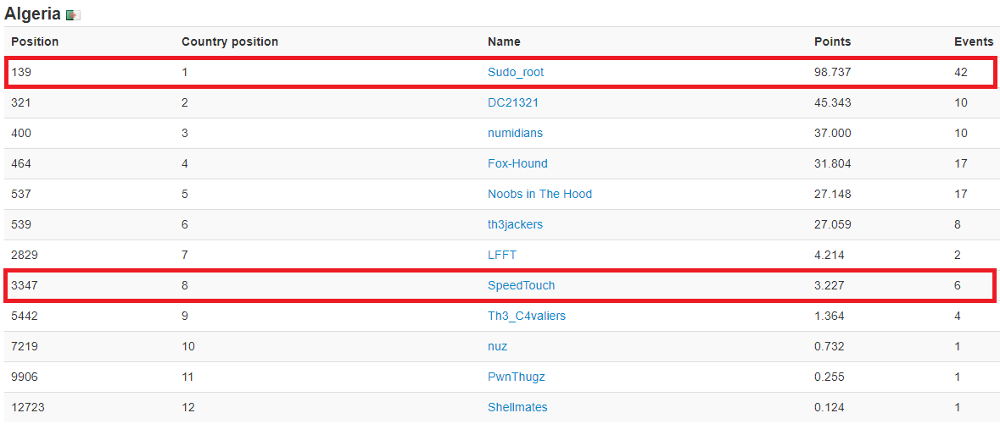 Algeria
Position Country position Name Points Events
139 1 Sudo_root 98.737 42
321 2 DC21321 45.343 10
400 3 numidians 37.000 10
464 4 Fox-Hound 31.804 17
537 5 Noobs in The Hood 27.148 17
539 6 th3jackers 27.059 8
2829 7 LFFT 4.214 2
3347 8 SpeedTouch 3.227 6
5442 9 Th3_C4valiers 1.364 4
7219 10 nuz 0.732 1
9906 11 PwnThugz 0.255 1
12723 12 Shellmates 0.124 1